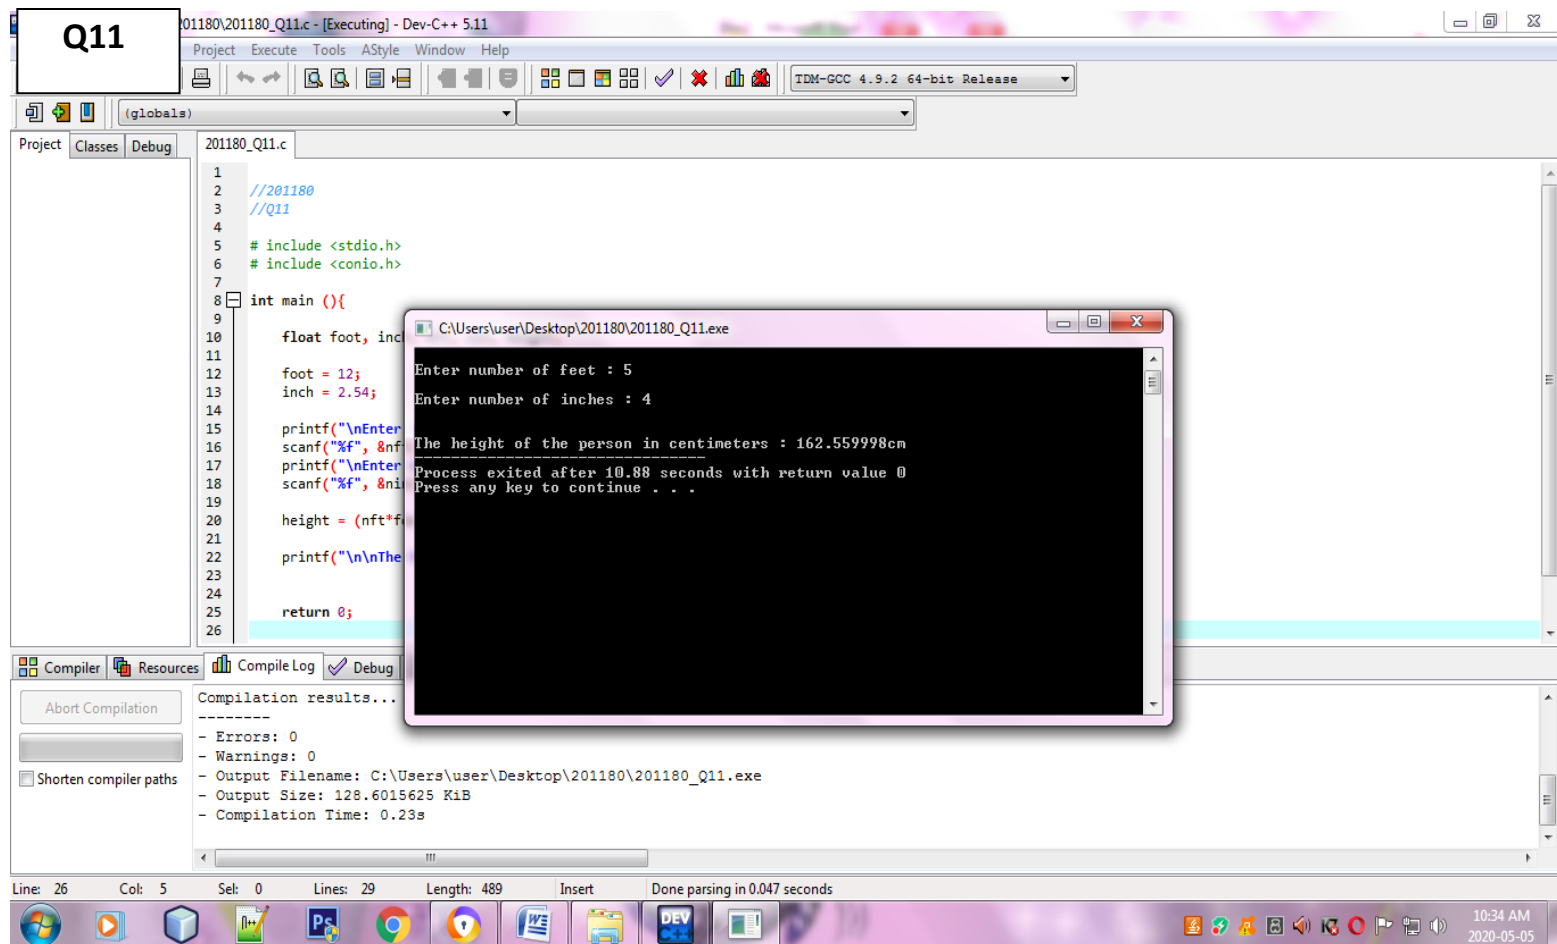 Q11
01180\201180_Q11.c - [Executing] - Dev-C++ 5.11
Project Execute Tools AStyle Window Help
TDM-GCC 4.9.2 64-bit Release
(globals)
Project Classes Debug
201180_Q11.c
1
2 //201180
3 //Q11
4
5 # include <stdio.h>
6 # include <conio.h>
7
8 int main (){
9
10 float foot, inc
11
12 foot = 12;
13 inch = 2.54;
14
15 printf("\nEnter
16 scanf("%f", &nf
17 printf("\nEnter
18 scanf("%f", &ni
19
20 height = (nft*f
21
22 printf("\n\nThe
23
24
25 return 0;
26
C:\Users\user\Desktop\201180\201180_Q11.exe
Enter number of feet : 5
Enter number of inches : 4
The height of the person in centimeters : 162.559998cm
--------------------------------
Process exited after 10.88 seconds with return value 0
Press any key to continue . . .
Compiler Resources Compile Log Debug
Abort Compilation
Shorten compiler paths
Compilation results...
--------
- Errors: 0
- Warnings: 0
- Output Filename: C:\Users\user\Desktop\201180\201180_Q11.exe
- Output Size: 128.6015625 KiB
- Compilation Time: 0.23s
Line: 26 Col: 5 Sel: 0 Lines: 29 Length: 489 Insert Done parsing in 0.047 seconds
Ps
DEV
C++
10:34 AM
2020-05-05